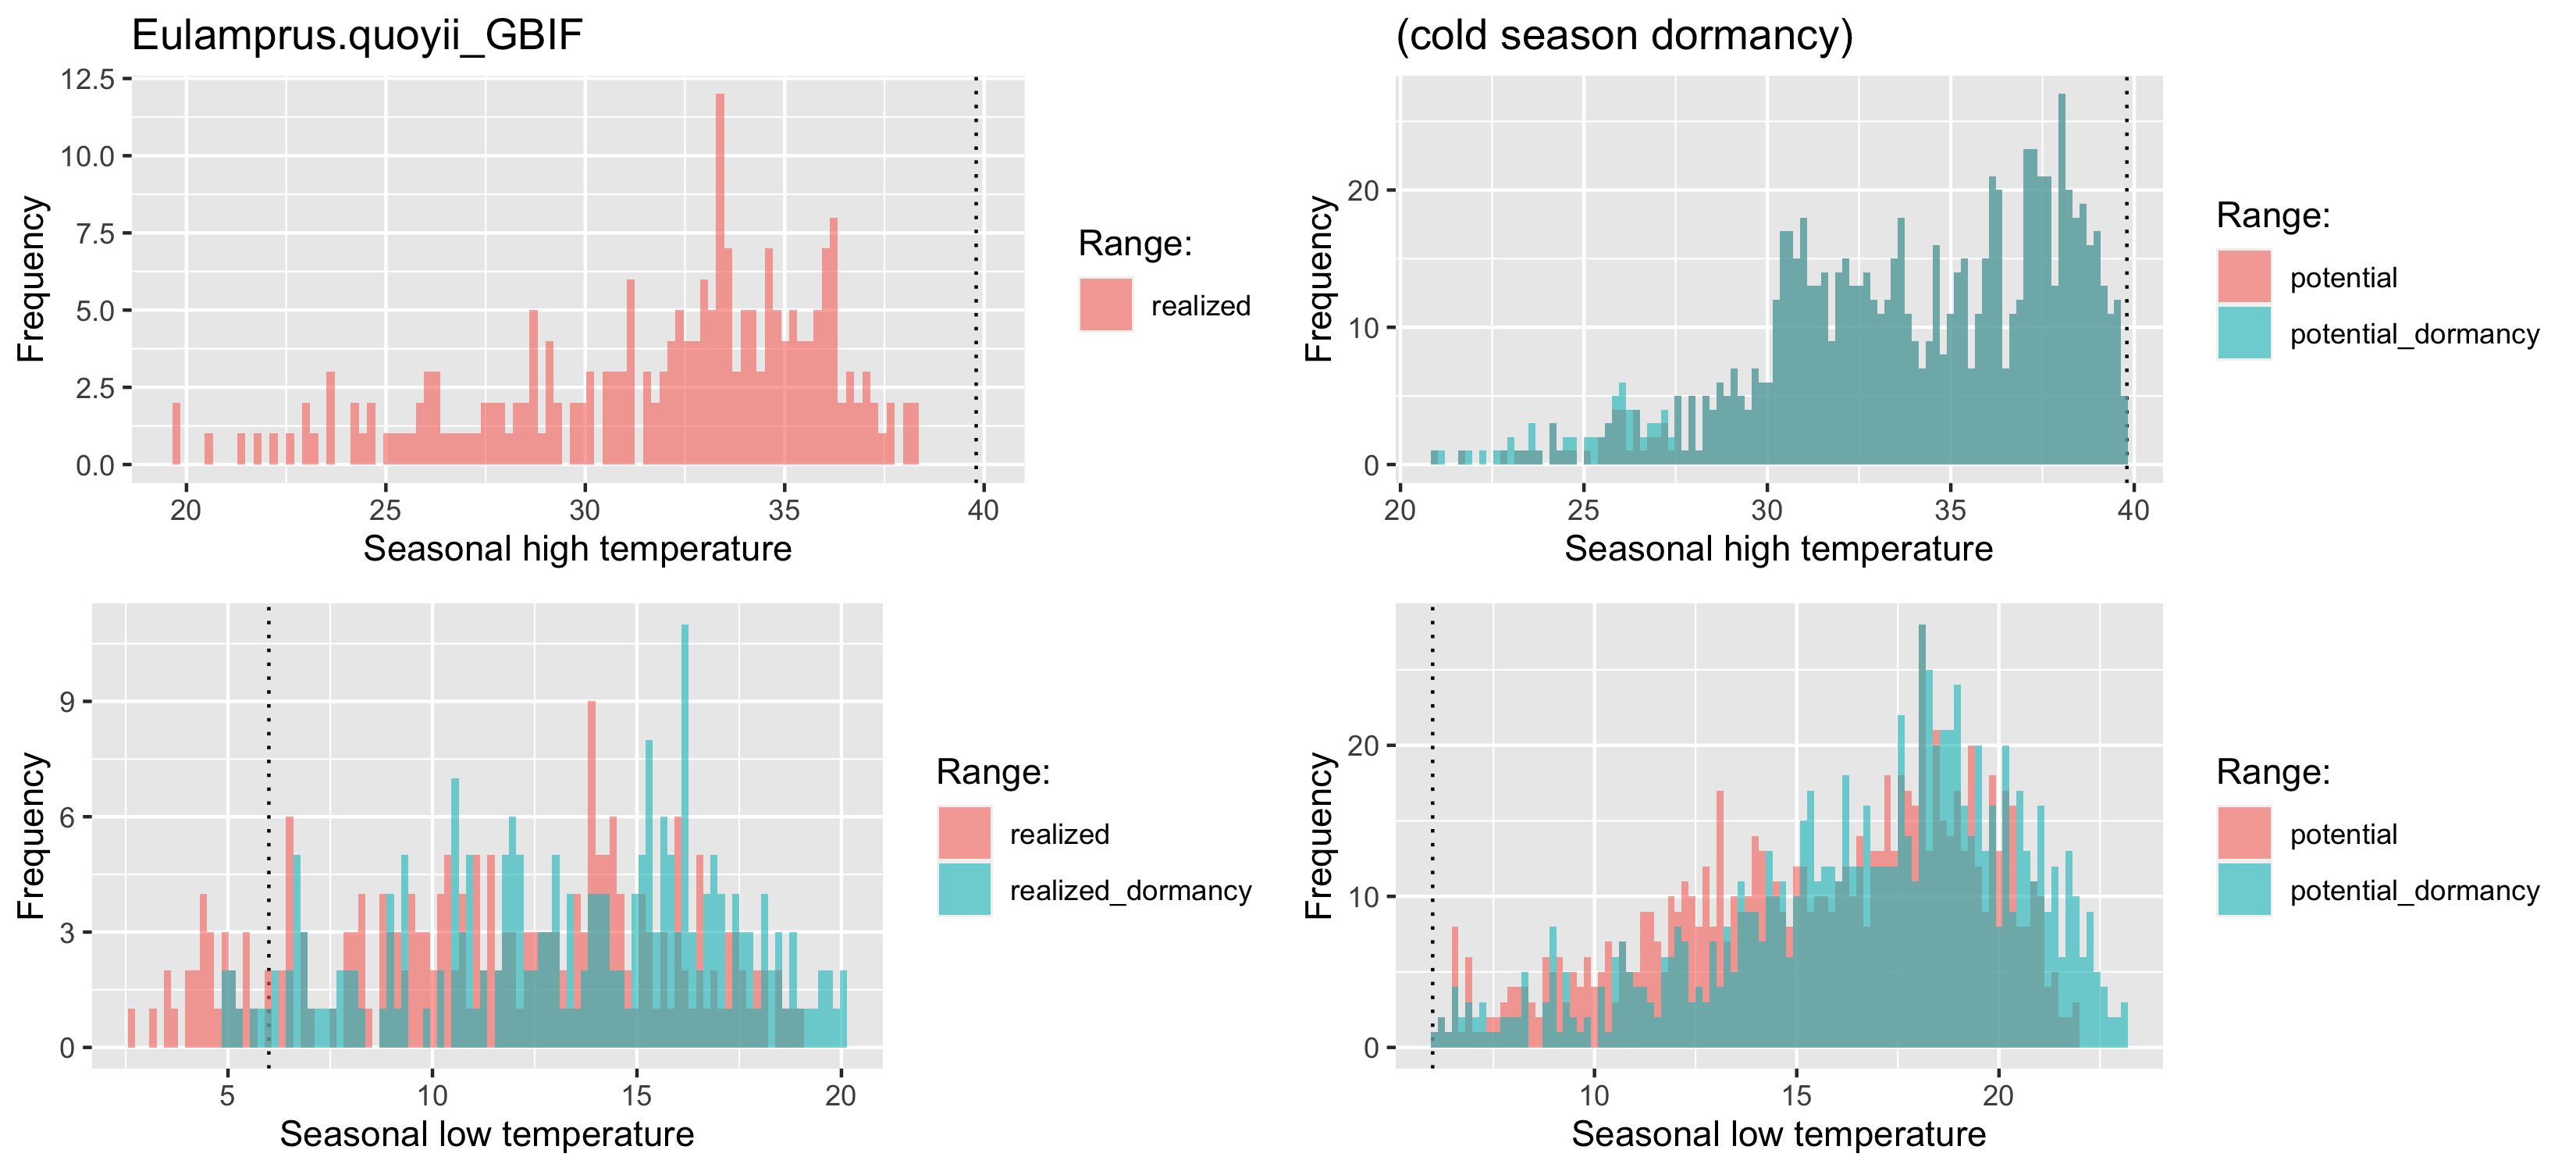 Eulamprus.quoyii_GBIF
12.5
10.0
7.5
5.0
2.5
0.0
Frequency
20 25 30 35 40
Seasonal high temperature
Range:
realized
(cold season dormancy)
20
10
0
Frequency
20 25 30 35 40
Seasonal high temperature
Range:
potential
potential_dormancy
9
6
3
0
Frequency
5 10 15 20
Seasonal low temperature
Range:
realized
realized_dormancy
20
10
0
Frequency
10 15 20
Seasonal low temperature
Range:
potential
potential_dormancy